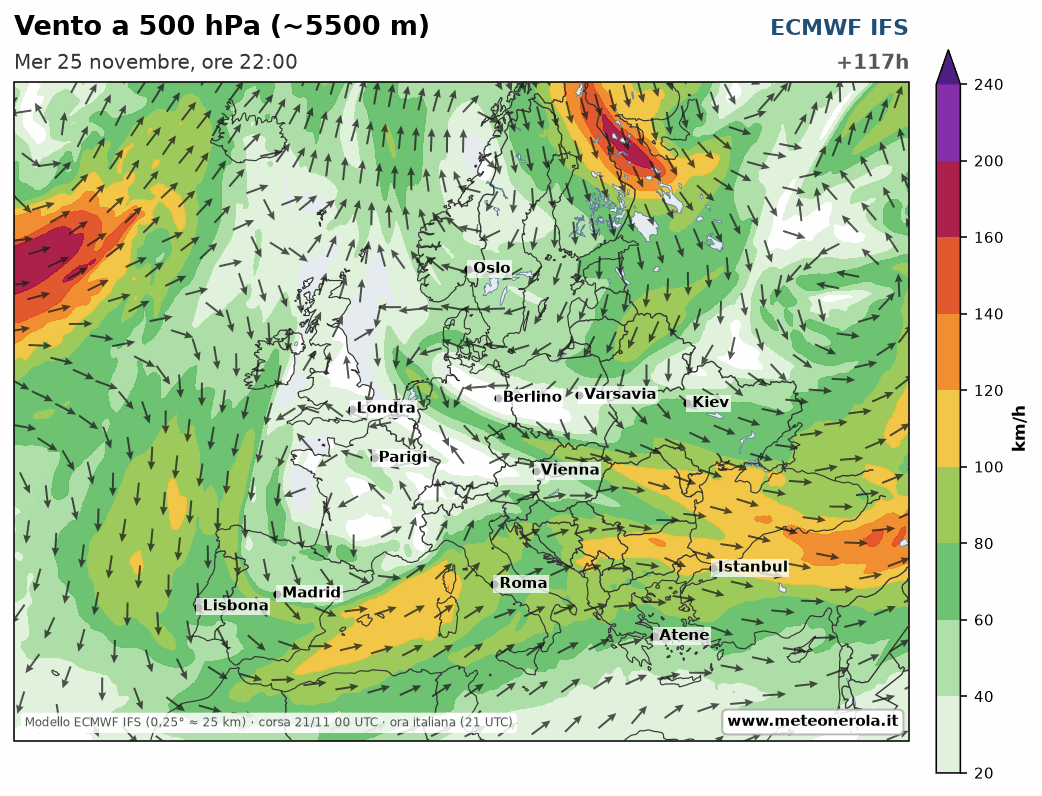 Vento a 500 hPa (~5500 m)
ECMWF IFS
Mer 25 novembre, ore 22:00
+117h
240
200
160
140
120
100
80
60
40
20
km/h
Oslo
Berlino
Varsavia
Kiev
Londra
Parigi
Vienna
Istanbul
Roma
Madrid
Lisbona
Atene
Modello ECMWF IFS (0,25° ≈ 25 km) · corsa 21/11 00 UTC · ora italiana (21 UTC)
www.meteonerola.it